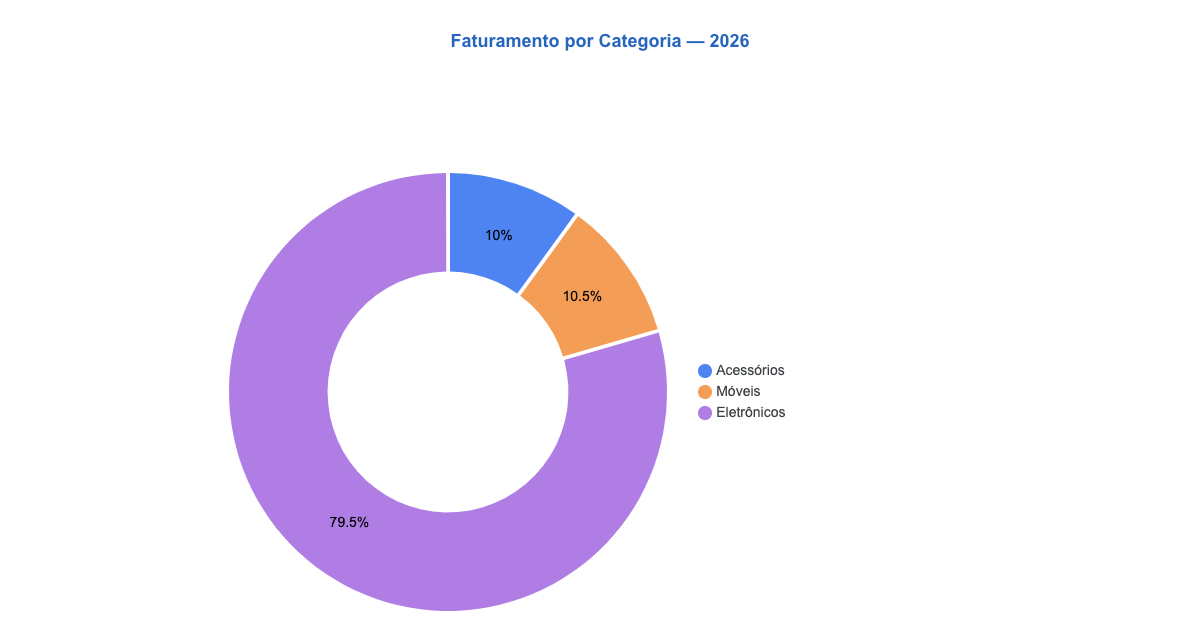 Faturamento por Categoria — 2026
10%
10.5%
79.5%
Acessórios
Móveis
Eletrônicos